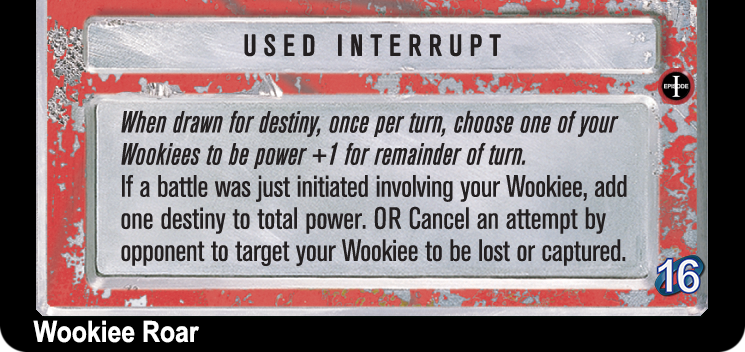 USED INTERRUPT
EPISODE
I
When drawn for destiny, once per turn, choose one of your
Wookiees to be power +1 for remainder of turn.
If a battle was just initiated involving your Wookiee, add
one destiny to total power. OR Cancel an attempt by
opponent to target your Wookiee to be lost or captured.
16
Wookiee Roar